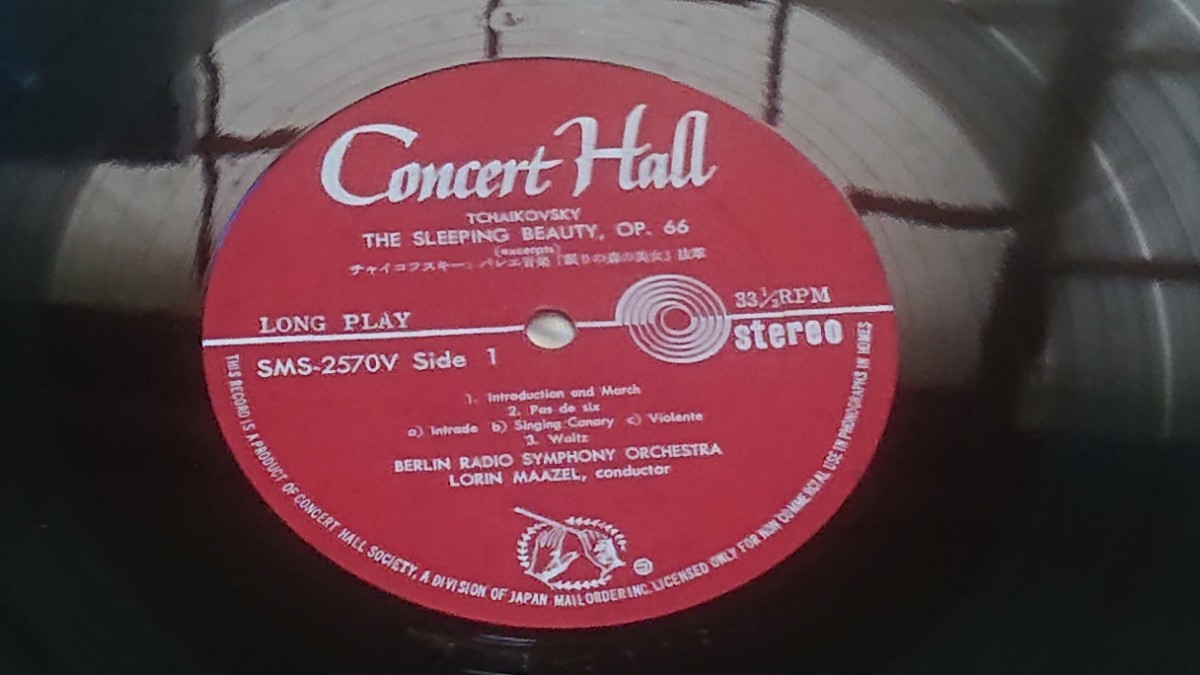 Concert Hall
TCHAIKOVSKY
THE SLEEPING BEAUTY, OP. 66
(excerpts)
チャイコフスキー：バレエ音楽「眠りの森の美女」抜萃
LONG PLAY
33⅓RPM
stereo
SMS-2570V Side 1
1. Introduction and March
2. Pas de six
a) Intrade b) Singing Canary c) Violente
3. Waltz
BERLIN RADIO SYMPHONY ORCHESTRA
LORIN MAAZEL, conductor
THIS RECORD IS A PRODUCT OF CONCERT HALL SOCIETY, A DIVISION OF JAPAN MAIL ORDER INC. LICENSED ONLY FOR NON COMMERCIAL USE IN PHONOGRAPHS IN HOMES